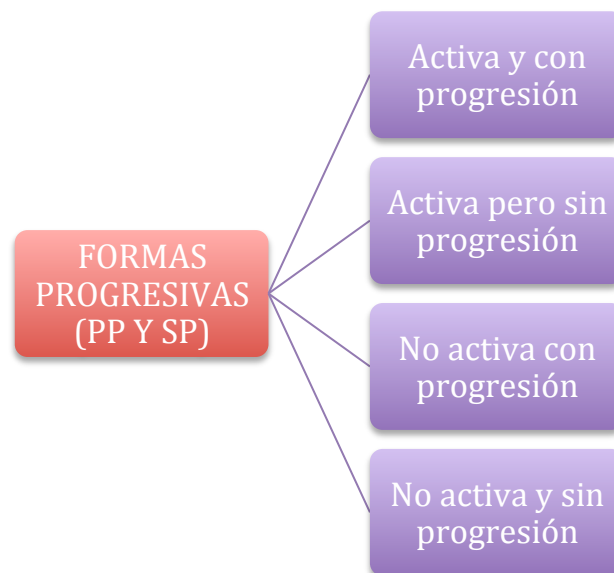 Activa y con
progresión
Activa pero sin
progresión
FORMAS
PROGRESIVAS
(PP Y SP)
No activa con
progresión
No activa y sin
progresión